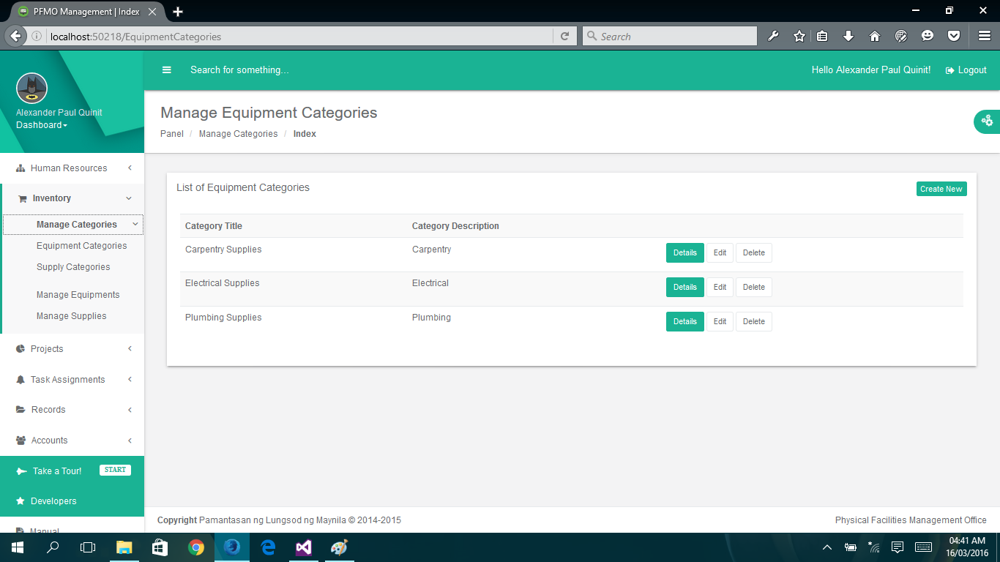 PFMO Management | Index
localhost:50218/EquipmentCategories
Search
Search for something...
Hello Alexander Paul Quinit!
Logout
Alexander Paul Quinit
Dashboard
Manage Equipment Categories
Panel / Manage Categories / Index
Human Resources
Inventory
Manage Categories
Equipment Categories
Supply Categories
Manage Equipments
Manage Supplies
Projects
Task Assignments
Records
Accounts
Take a Tour! START
Developers
Manual
List of Equipment Categories
Create New
Category Title Category Description
Carpentry Supplies Carpentry Details Edit Delete
Electrical Supplies Electrical Details Edit Delete
Plumbing Supplies Plumbing Details Edit Delete
Copyright Pamantasan ng Lungsod ng Maynila © 2014-2015
Physical Facilities Management Office
04:41 AM
16/03/2016